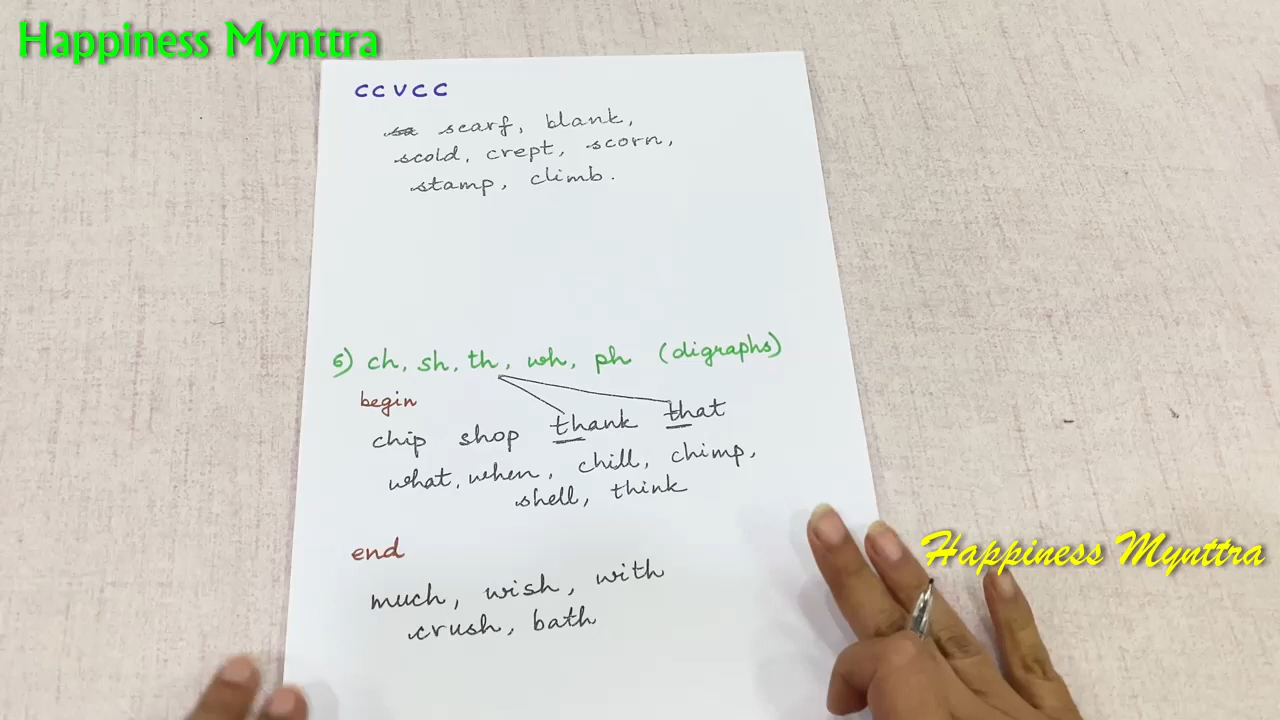 Happiness Mynttra
CCVCC
sa scarf, blank,
scold, crept, scorn,
stamp, climb.
6) ch, sh, th, wh, ph (digraphs)
begin
chip shop thank that
what, when, chill, chimp,
shell, think
end
much, wish, with
crush, bath
Happiness Mynttra